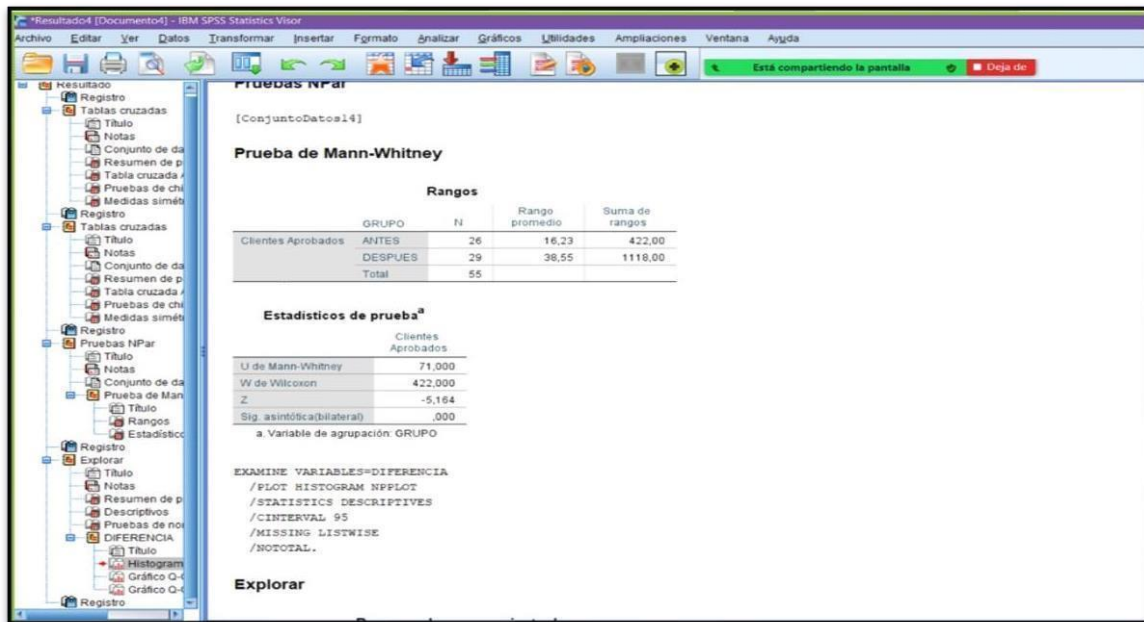 *Resultado4 [Documento4] - IBM SPSS Statistics Visor
Archivo Editar Ver Datos Transformar Insertar Formato Analizar Gráficos Utilidades Ampliaciones Ventana Ayuda
Está compartiendo la pantalla Deja de
Resultado
Registro
Tablas cruzadas
Título
Notas
Conjunto de da
Resumen de p
Tabla cruzada
Pruebas de chi
Medidas siméti
Registro
Tablas cruzadas
Título
Notas
Conjunto de da
Resumen de p
Tabla cruzada
Pruebas de chi
Medidas siméti
Registro
Pruebas NPar
Título
Notas
Conjunto de da
Prueba de Man
Título
Rangos
Estadístico
Registro
Explorar
Título
Notas
Resumen de p
Descriptivos
Pruebas de nor
DIFERENCIA
Título
Histogram
Gráfico Q-
Gráfico Q-
Registro
Pruebas NPar
[ConjuntoDatos14]
Prueba de Mann-Whitney
Rangos
GRUPO N Rango promedio Suma de rangos
Clientes Aprobados ANTES 26 16,23 422,00
DESPUES 29 38,55 1118,00
Total 55
Estadísticos de prueba a
Clientes Aprobados
U de Mann-Whitney 71,000
W de Wilcoxon 422,000
Z -5,164
Sig. asintótica(bilateral) ,000
a. Variable de agrupación: GRUPO
EXAMINE VARIABLES=DIFERENCIA
/PLOT HISTOGRAM NPPLOT
/STATISTICS DESCRIPTIVES
/CINTERVAL 95
/MISSING LISTWISE
/NOTOTAL.
Explorar